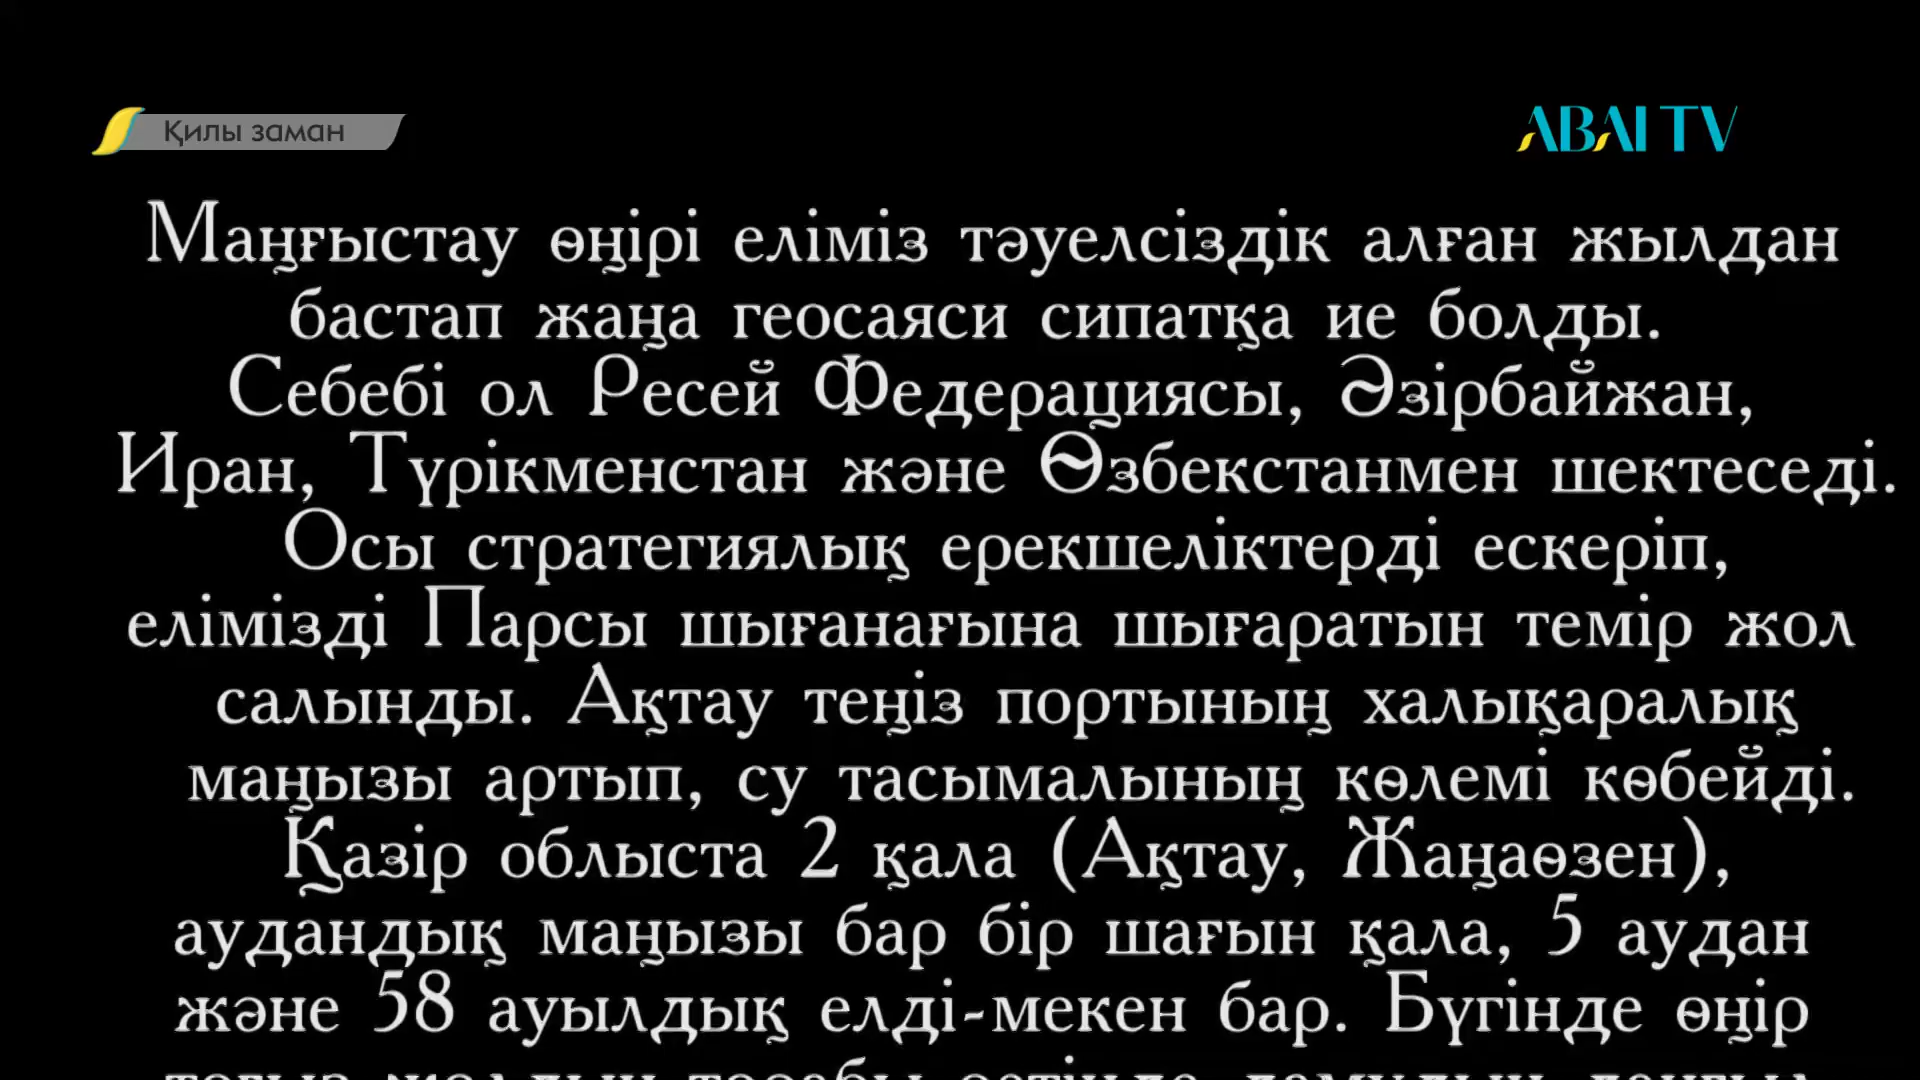 Қилы заман
ABAI TV
Маңғыстау өңірі еліміз тәуелсіздік алған жылдан
бастап жаңа геосаяси сипатқа ие болды.
Себебі ол Ресей Федерациясы, Әзірбайжан,
Иран, Түрікменстан және Өзбекстанмен шектеседі.
Осы стратегиялық ерекшеліктерді ескеріп,
елімізді Парсы шығанағына шығаратын темір жол
салынды. Ақтау теңіз портының халықаралық
маңызы артып, су тасымалының көлемі көбейді.
Қазір облыста 2 қала (Ақтау, Жаңаөзен),
аудандық маңызы бар бір шағын қала, 5 аудан
және 58 ауылдық елді-мекен бар. Бүгінде өңір